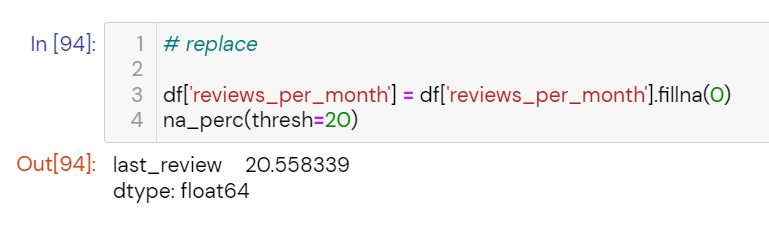 In [94]:
1 # replace
2
3 df['reviews_per_month'] = df['reviews_per_month'].fillna(0)
4 na_perc(thresh=20)
Out[94]: last_review    20.558339
dtype: float64